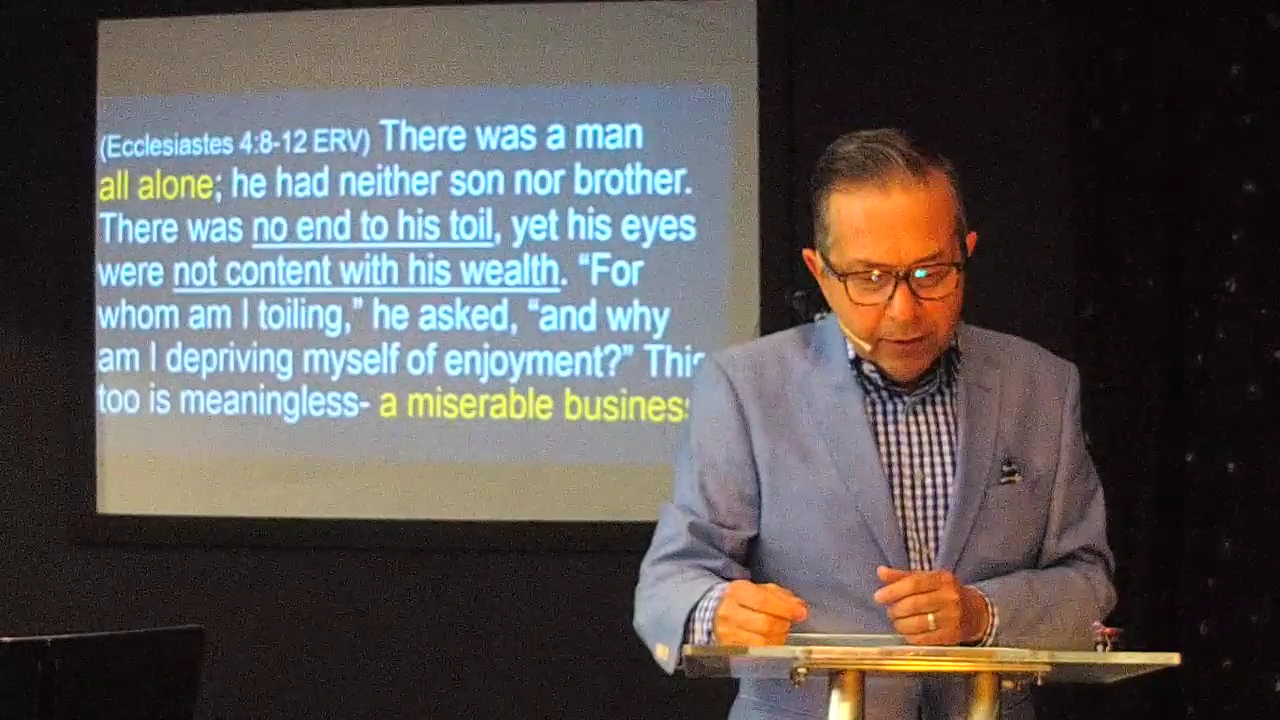 (Ecclesiastes 4:8-12 ERV) There was a man
all alone; he had neither son nor brother.
There was no end to his toil, yet his eyes
were not content with his wealth. “For
whom am I toiling,” he asked, “and why
am I depriving myself of enjoyment?” This
too is meaningless- a miserable business